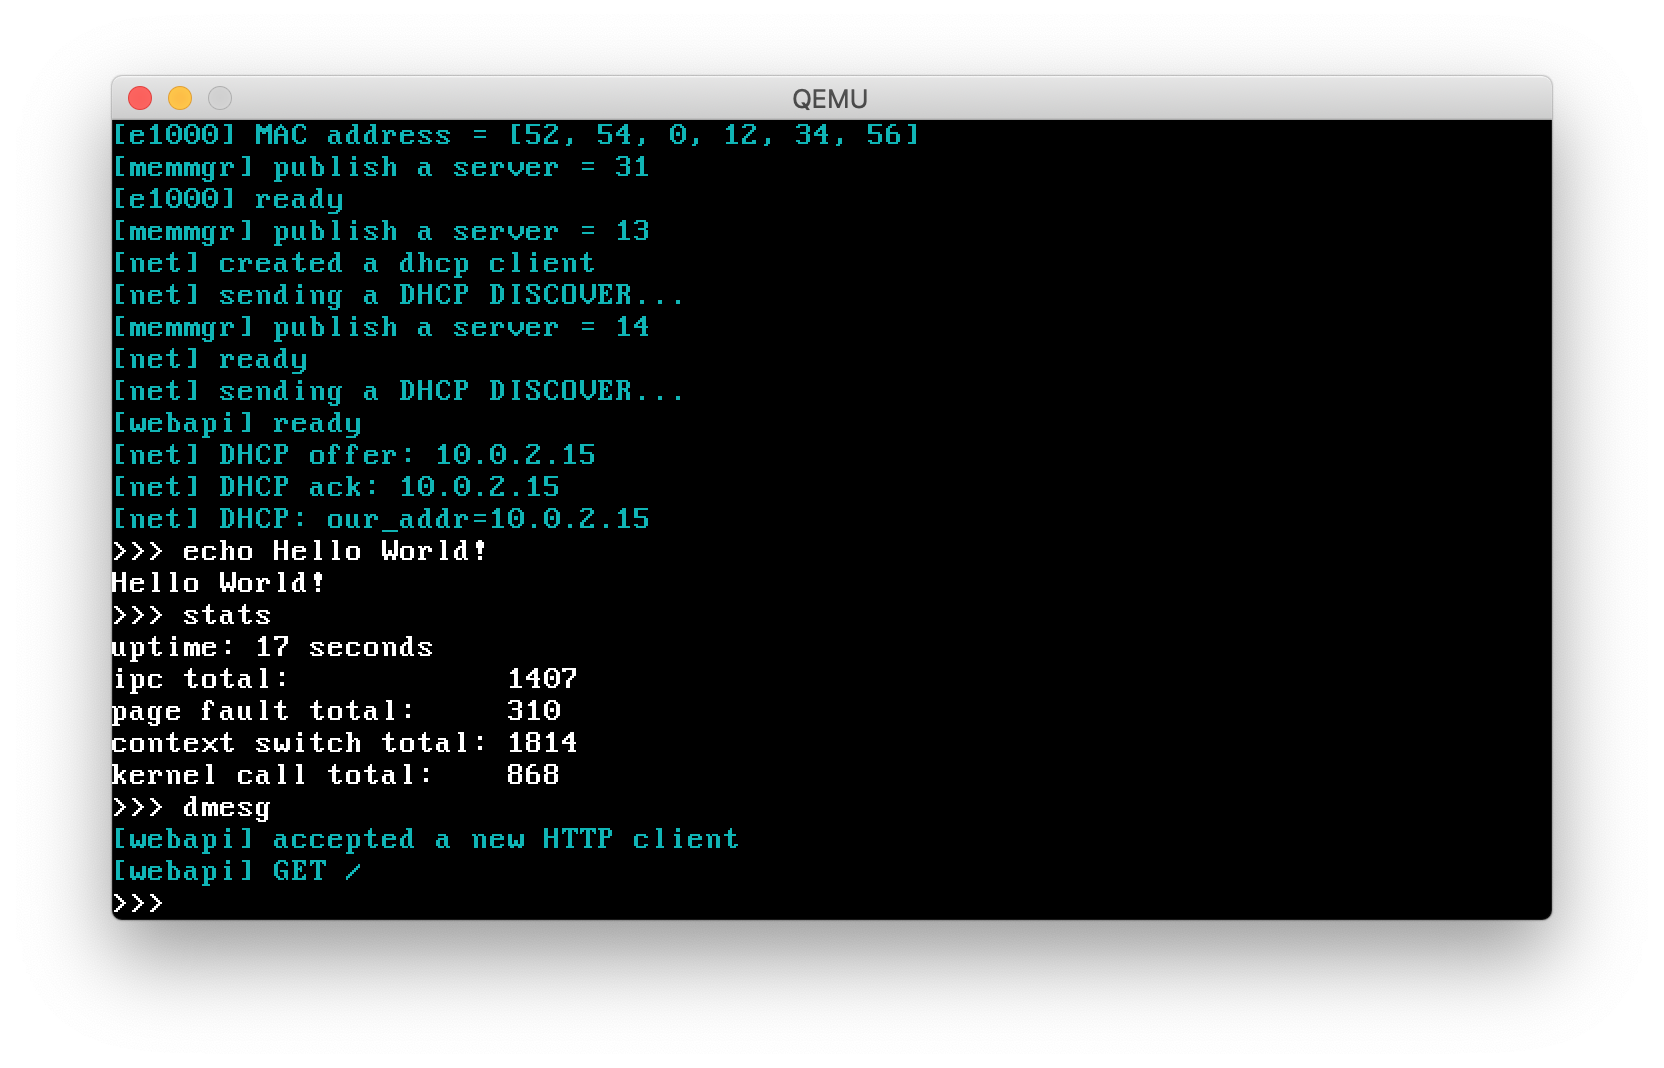 QEMU
[e1000] MAC address = [52, 54, 0, 12, 34, 56]
[memmgr] publish a server = 31
[e1000] ready
[memmgr] publish a server = 13
[net] created a dhcp client
[net] sending a DHCP DISCOVER...
[memmgr] publish a server = 14
[net] ready
[net] sending a DHCP DISCOVER...
[webapi] ready
[net] DHCP offer: 10.0.2.15
[net] DHCP ack: 10.0.2.15
[net] DHCP: our_addr=10.0.2.15
>>> echo Hello World!
Hello World!
>>> stats
uptime: 17 seconds
ipc total:            1407
page fault total:     310
context switch total: 1814
kernel call total:    868
>>> dmesg
[webapi] accepted a new HTTP client
[webapi] GET /
>>>